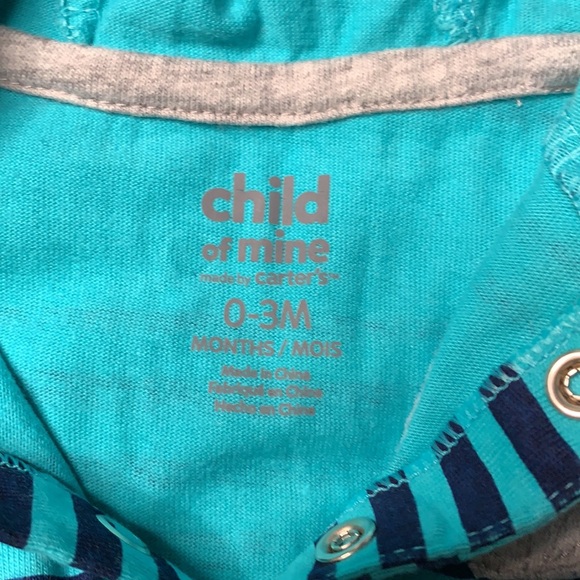 child
of mine
made by carter's™
0-3M
MONTHS / MOIS
Made in China
Fabriqué en Chine
Hecho en China